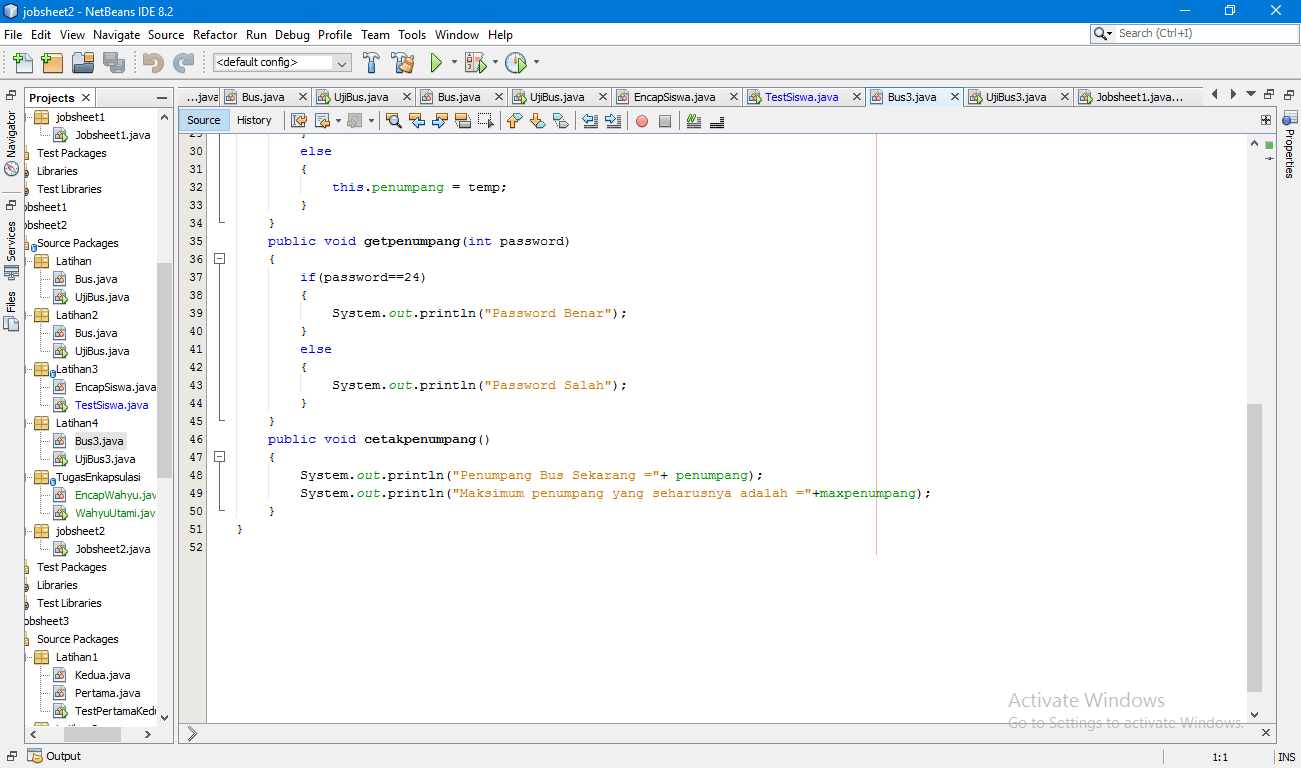 jobsheet2 - NetBeans IDE 8.2
File Edit View Navigate Source Refactor Run Debug Profile Team Tools Window Help
Search (Ctrl+I)
<default config>
Projects
...java Bus.java UjiBus.java Bus.java UjiBus.java EncapSiswa.java TestSiswa.java Bus3.java UjiBus3.java Jobsheet1.java...
Source History
Navigator
Services
Files
Properties
jobsheet1
Jobsheet1.java
Test Packages
Libraries
Test Libraries
obsheet1
obsheet2
Source Packages
Latihan
Bus.java
UjiBus.java
Latihan2
Bus.java
UjiBus.java
Latihan3
EncapSiswa.java
TestSiswa.java
Latihan4
Bus3.java
UjiBus3.java
TugasEnkapsulasi
EncapWahyu.jav
WahyuUtami.jav
jobsheet2
Jobsheet2.java
Test Packages
Libraries
Test Libraries
obsheet3
Source Packages
Latihan1
Kedua.java
Pertama.java
TestPertamaKedu
29 }
30 else
31 {
32 this.penumpang = temp;
33 }
34 }
35 public void getpenumpang(int password)
36 {
37 if(password==24)
38 {
39 System.out.println("Password Benar");
40 }
41 else
42 {
43 System.out.println("Password Salah");
44 }
45 }
46 public void cetakpenumpang()
47 {
48 System.out.println("Penumpang Bus Sekarang ="+ penumpang);
49 System.out.println("Maksimum penumpang yang seharusnya adalah ="+maxpenumpang);
50 }
51 }
52
Activate Windows
Go to Settings to activate Windows.
Output
1:1 INS